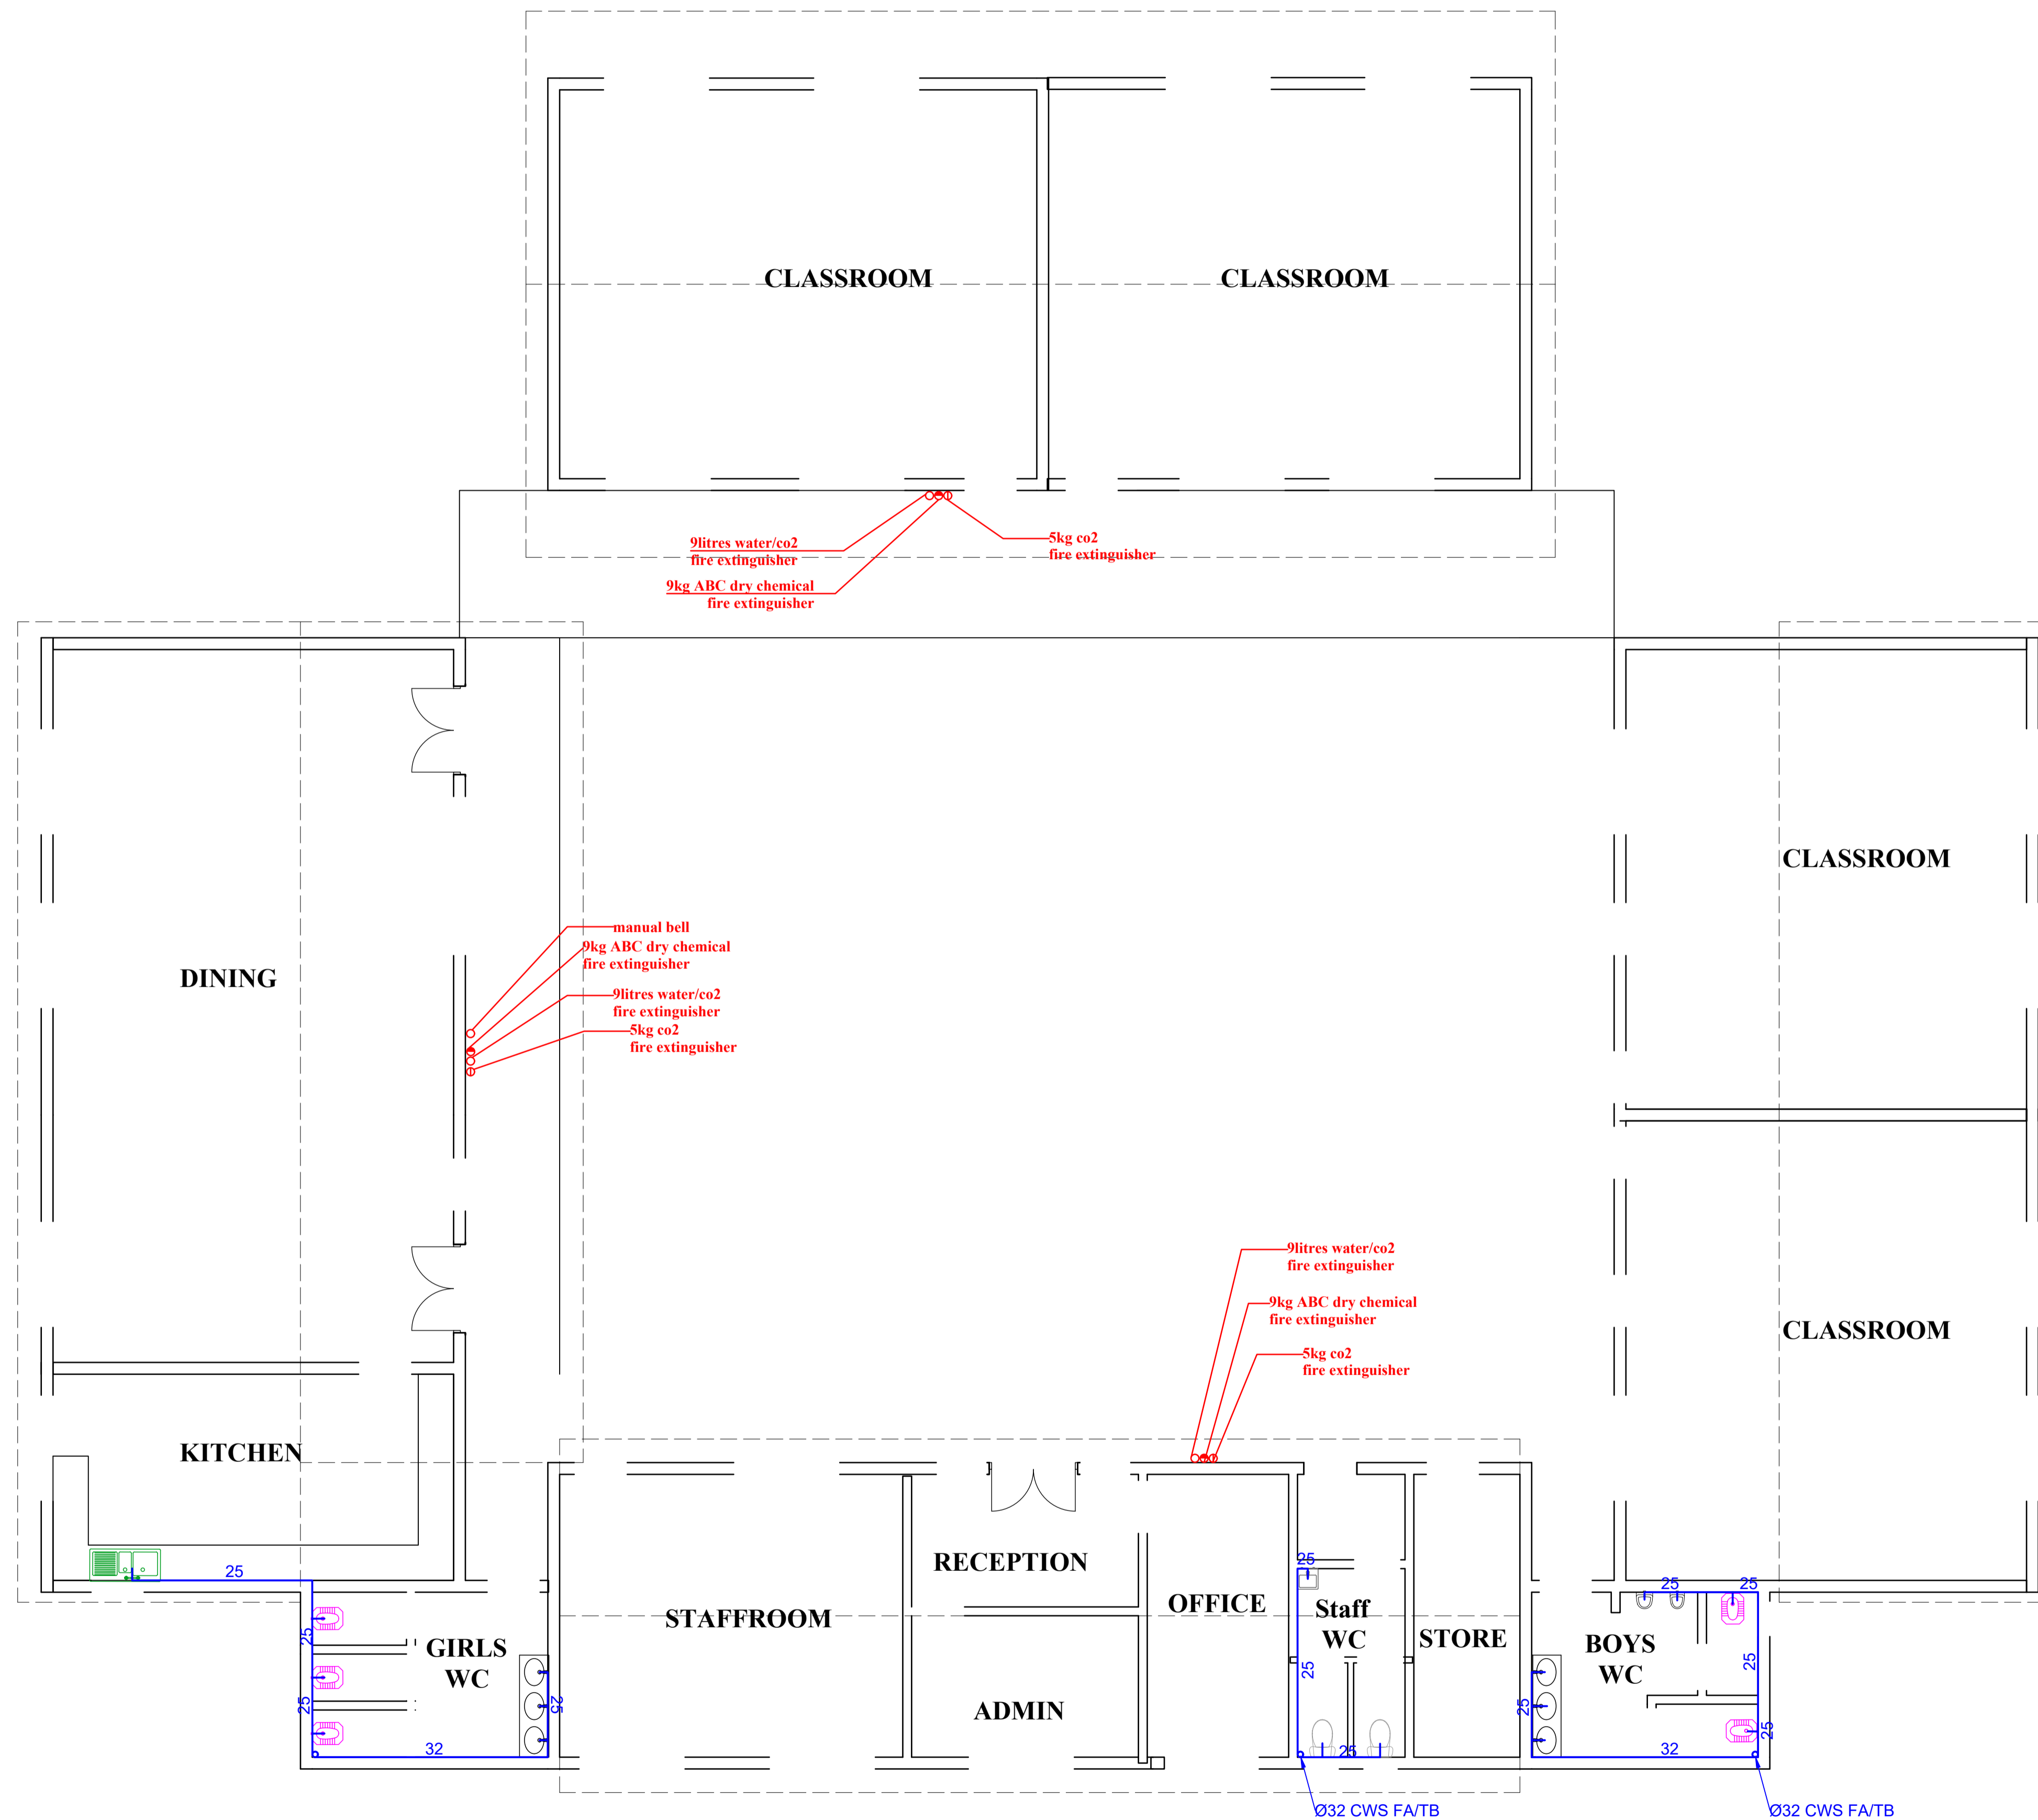 CLASSROOM
CLASSROOM
9litres water/co2
fire extinguisher
5kg co2
fire extinguisher
9kg ABC dry chemical
fire extinguisher
CLASSROOM
manual bell
9kg ABC dry chemical
fire extinguisher
DINING
9litres water/co2
fire extinguisher
5kg co2
fire extinguisher
9litres water/co2
fire extinguisher
9kg ABC dry chemical
fire extinguisher
CLASSROOM
5kg co2
fire extinguisher
KITCHEN
RECEPTION
25
25
25
25
OFFICE
Staff
WC
STAFFROOM
25
GIRLS
WC
STORE
BOYS
WC
25
25
25
25
25
ADMIN
25
32
25
32
Ø32 CWS FA/TB
Ø32 CWS FA/TB
25